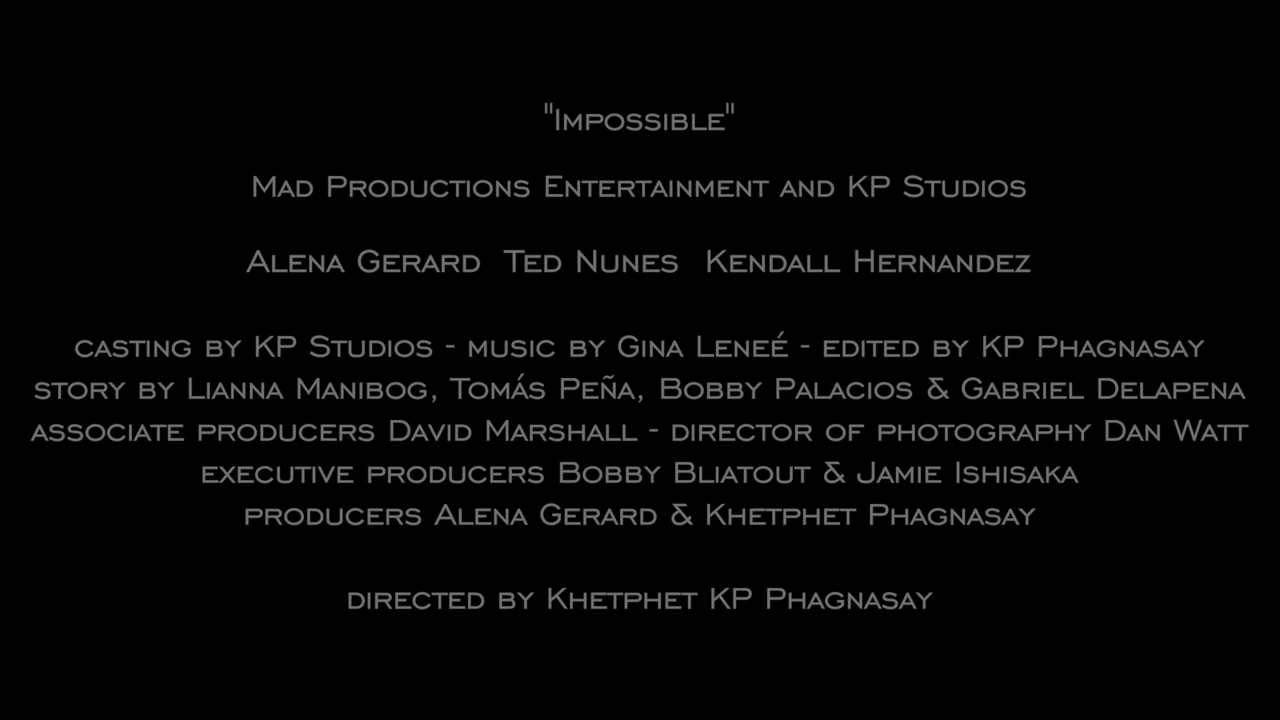 "Impossible"
Mad Productions Entertainment and KP Studios
Alena Gerard Ted Nunes Kendall Hernandez
casting by KP Studios - music by Gina Leneé - edited by KP Phagnasay
story by Lianna Manibog, Tomás Peña, Bobby Palacios & Gabriel Delapena
associate producers David Marshall - director of photography Dan Watt
executive producers Bobby Bliatout & Jamie Ishisaka
producers Alena Gerard & Khetphet Phagnasay
directed by Khetphet KP Phagnasay